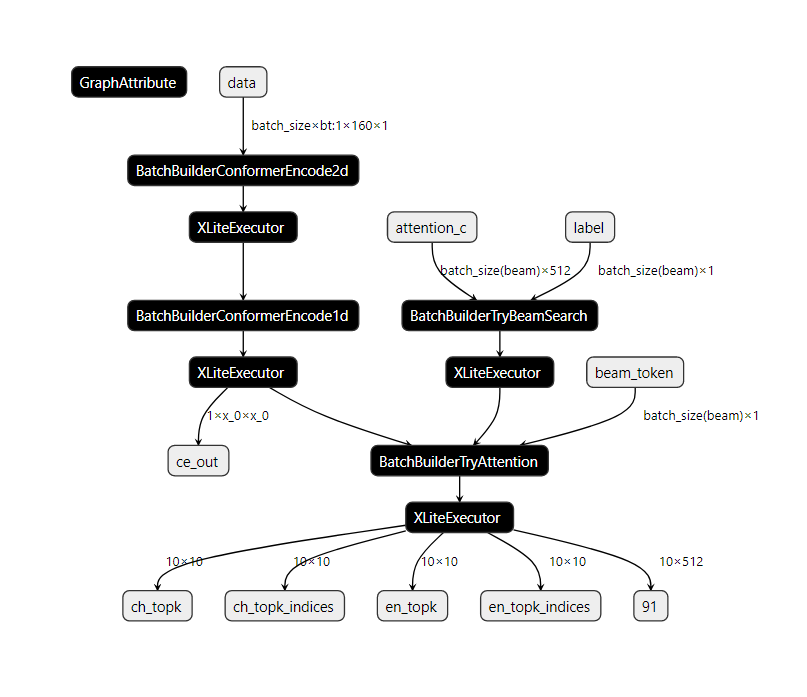 GraphAttribute
data
batch_size×bt:1×160×1
BatchBuilderConformerEncode2d
XLiteExecutor
attention_c
label
batch_size(beam)×512
batch_size(beam)×1
BatchBuilderConformerEncode1d
BatchBuilderTryBeamSearch
XLiteExecutor
XLiteExecutor
beam_token
1×x_0×x_0
batch_size(beam)×1
ce_out
BatchBuilderTryAttention
XLiteExecutor
10×10
10×10
10×10
10×10
10×512
ch_topk
ch_topk_indices
en_topk
en_topk_indices
91